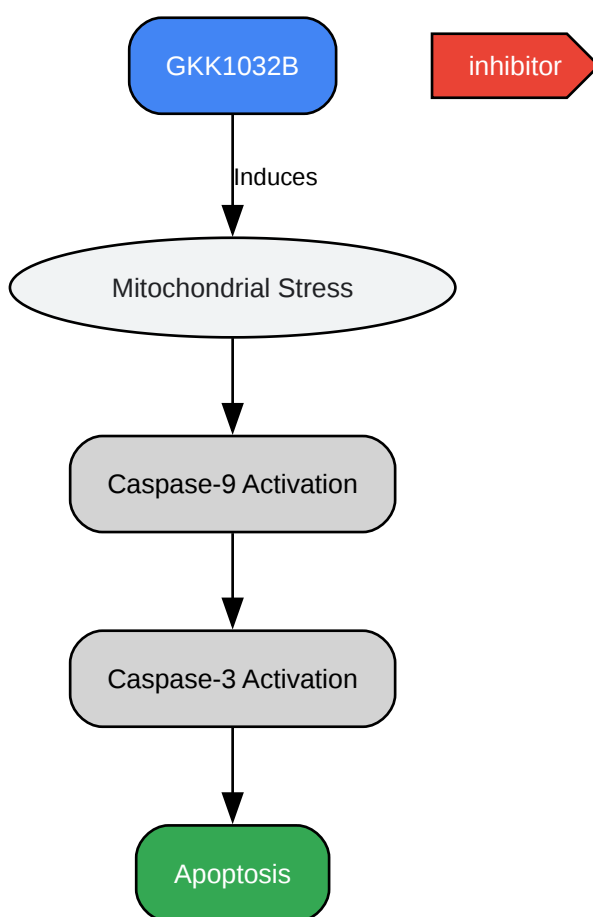 GKK1032B
inhibitor
Induces
Mitochondrial Stress
Caspase-9 Activation
Caspase-3 Activation
Apoptosis